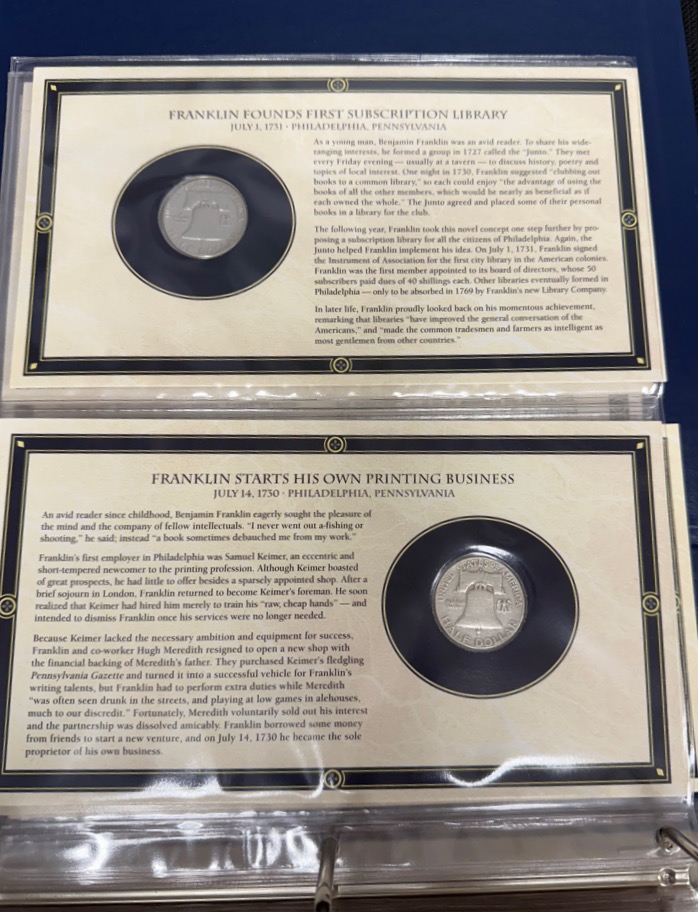 FRANKLIN FOUNDS FIRST SUBSCRIPTION LIBRARY
JULY 1, 1731 · PHILADELPHIA, PENNSYLVANIA
As a young man, Benjamin Franklin was an avid reader. To share his wide-
ranging interests, he formed a group in 1727 called the "Junto." They met
every Friday evening — usually at a tavern — to discuss history, poetry and
topics of local interest. One night in 1730, Franklin suggested "clubbing our
books to a common library," so each could enjoy "the advantage of using the
books of all the other members, which would be nearly as beneficial as if
each owned the whole." The Junto agreed and placed some of their personal
books in a library for the club.
The following year, Franklin took this novel concept one step further by pro-
posing a subscription library for all the citizens of Philadelphia. Again, the
Junto helped Franklin implement his idea. On July 1, 1731, Franklin signed
the Instrument of Association for the first city library in the American colonies.
Franklin was the first member appointed to its board of directors, whose 50
subscribers paid dues of 40 shillings each. Other libraries eventually formed in
Philadelphia — only to be absorbed in 1769 by Franklin's new Library Company.
In later life, Franklin proudly looked back on his momentous achievement,
remarking that libraries "have improved the general conversation of the
Americans," and "made the common tradesmen and farmers as intelligent as
most gentlemen from other countries."
FRANKLIN STARTS HIS OWN PRINTING BUSINESS
JULY 14, 1730 · PHILADELPHIA, PENNSYLVANIA
An avid reader since childhood, Benjamin Franklin eagerly sought the pleasure of
the mind and the company of fellow intellectuals. "I never went out a-fishing or
shooting," he said; instead "a book sometimes debauched me from my work."
Franklin's first employer in Philadelphia was Samuel Keimer, an eccentric and
short-tempered newcomer to the printing profession. Although Keimer boasted
of great prospects, he had little to offer besides a sparsely appointed shop. After a
brief sojourn in London, Franklin returned to become Keimer's foreman. He soon
realized that Keimer had hired him merely to train his "raw, cheap hands" — and
intended to dismiss Franklin once his services were no longer needed.
Because Keimer lacked the necessary ambition and equipment for success,
Franklin and co-worker Hugh Meredith resigned to open a new shop with
the financial backing of Meredith's father. They purchased Keimer's fledgling
Pennsylvania Gazette and turned it into a successful vehicle for Franklin's
writing talents, but Franklin had to perform extra duties while Meredith
"was often seen drunk in the streets, and playing at low games in alehouses,
much to our discredit." Fortunately, Meredith voluntarily sold out his interest
and the partnership was dissolved amicably. Franklin borrowed some money
from friends to start a new venture, and on July 14, 1730 he became the sole
proprietor of his own business.
UNITED STATES OF AMERICA
HALF DOLLAR